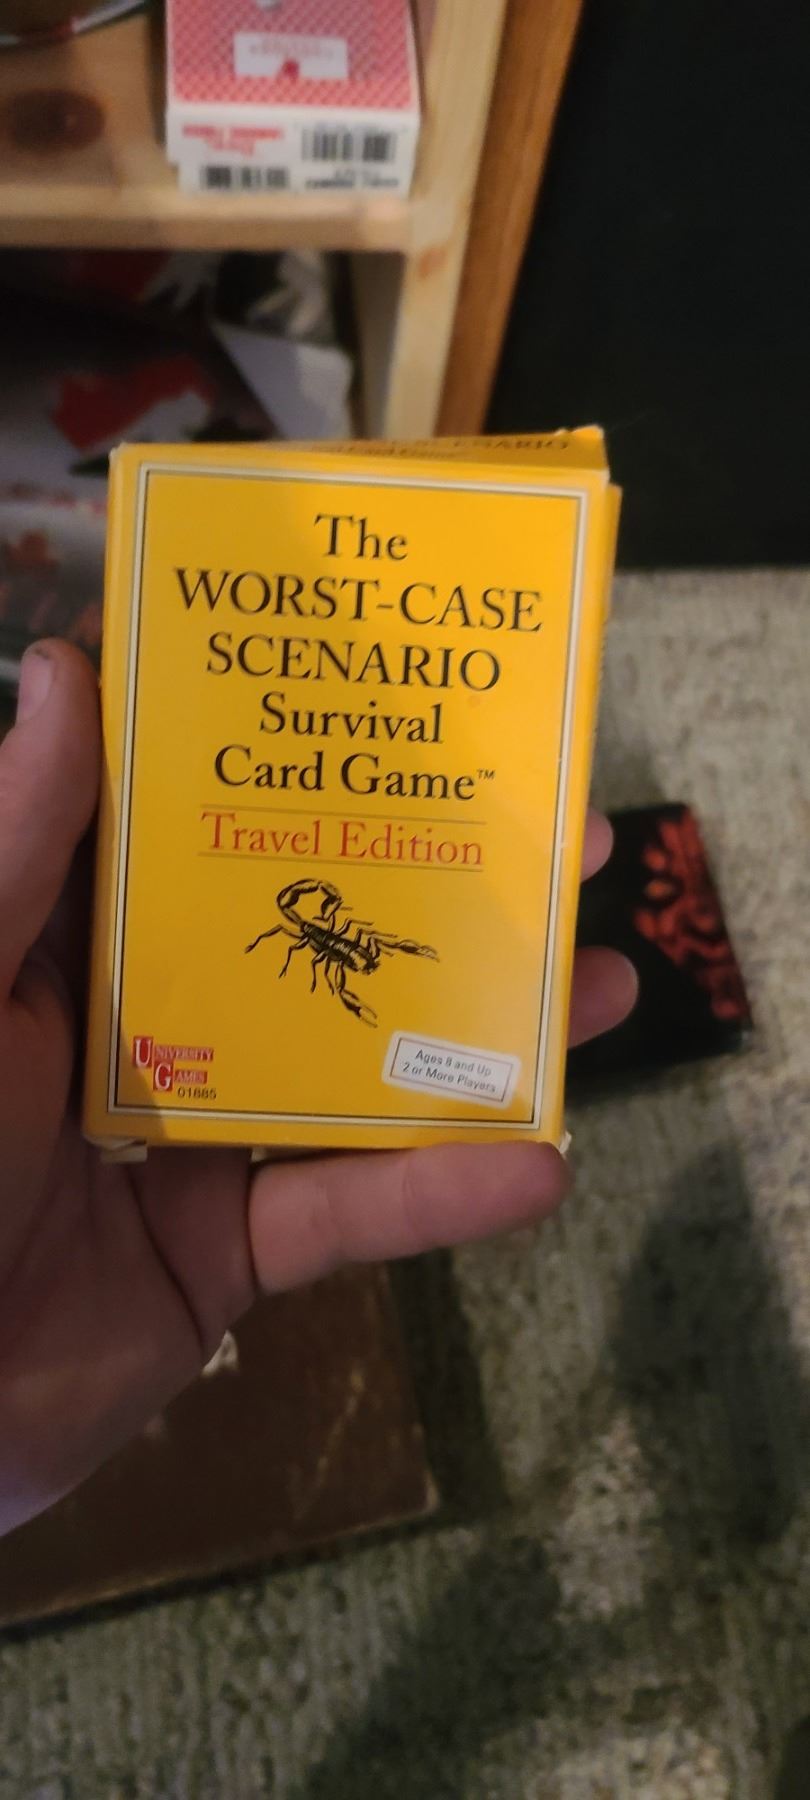 The
WORST-CASE
SCENARIO
Survival
Card Game™
Travel Edition
UNIVERSITY
GAMES
01885
Ages 8 and Up
2 or More Players